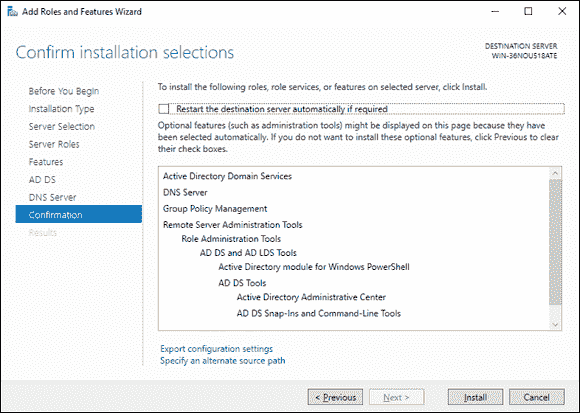 Add Roles and Features Wizard
Confirm installation selections
DESTINATION SERVER
WIN-36NOU518ATE
Before You Begin
Installation Type
Server Selection
Server Roles
Features
AD DS
DNS Server
Confirmation
Results
To install the following roles, role services, or features on selected server, click Install.
Restart the destination server automatically if required
Optional features (such as administration tools) might be displayed on this page because they have
been selected automatically. If you do not want to install these optional features, click Previous to clear
their check boxes.
Active Directory Domain Services
DNS Server
Group Policy Management
Remote Server Administration Tools
Role Administration Tools
AD DS and AD LDS Tools
Active Directory module for Windows PowerShell
AD DS Tools
Active Directory Administrative Center
AD DS Snap-Ins and Command-Line Tools
Export configuration settings
Specify an alternate source path
< Previous
Next >
Install
Cancel